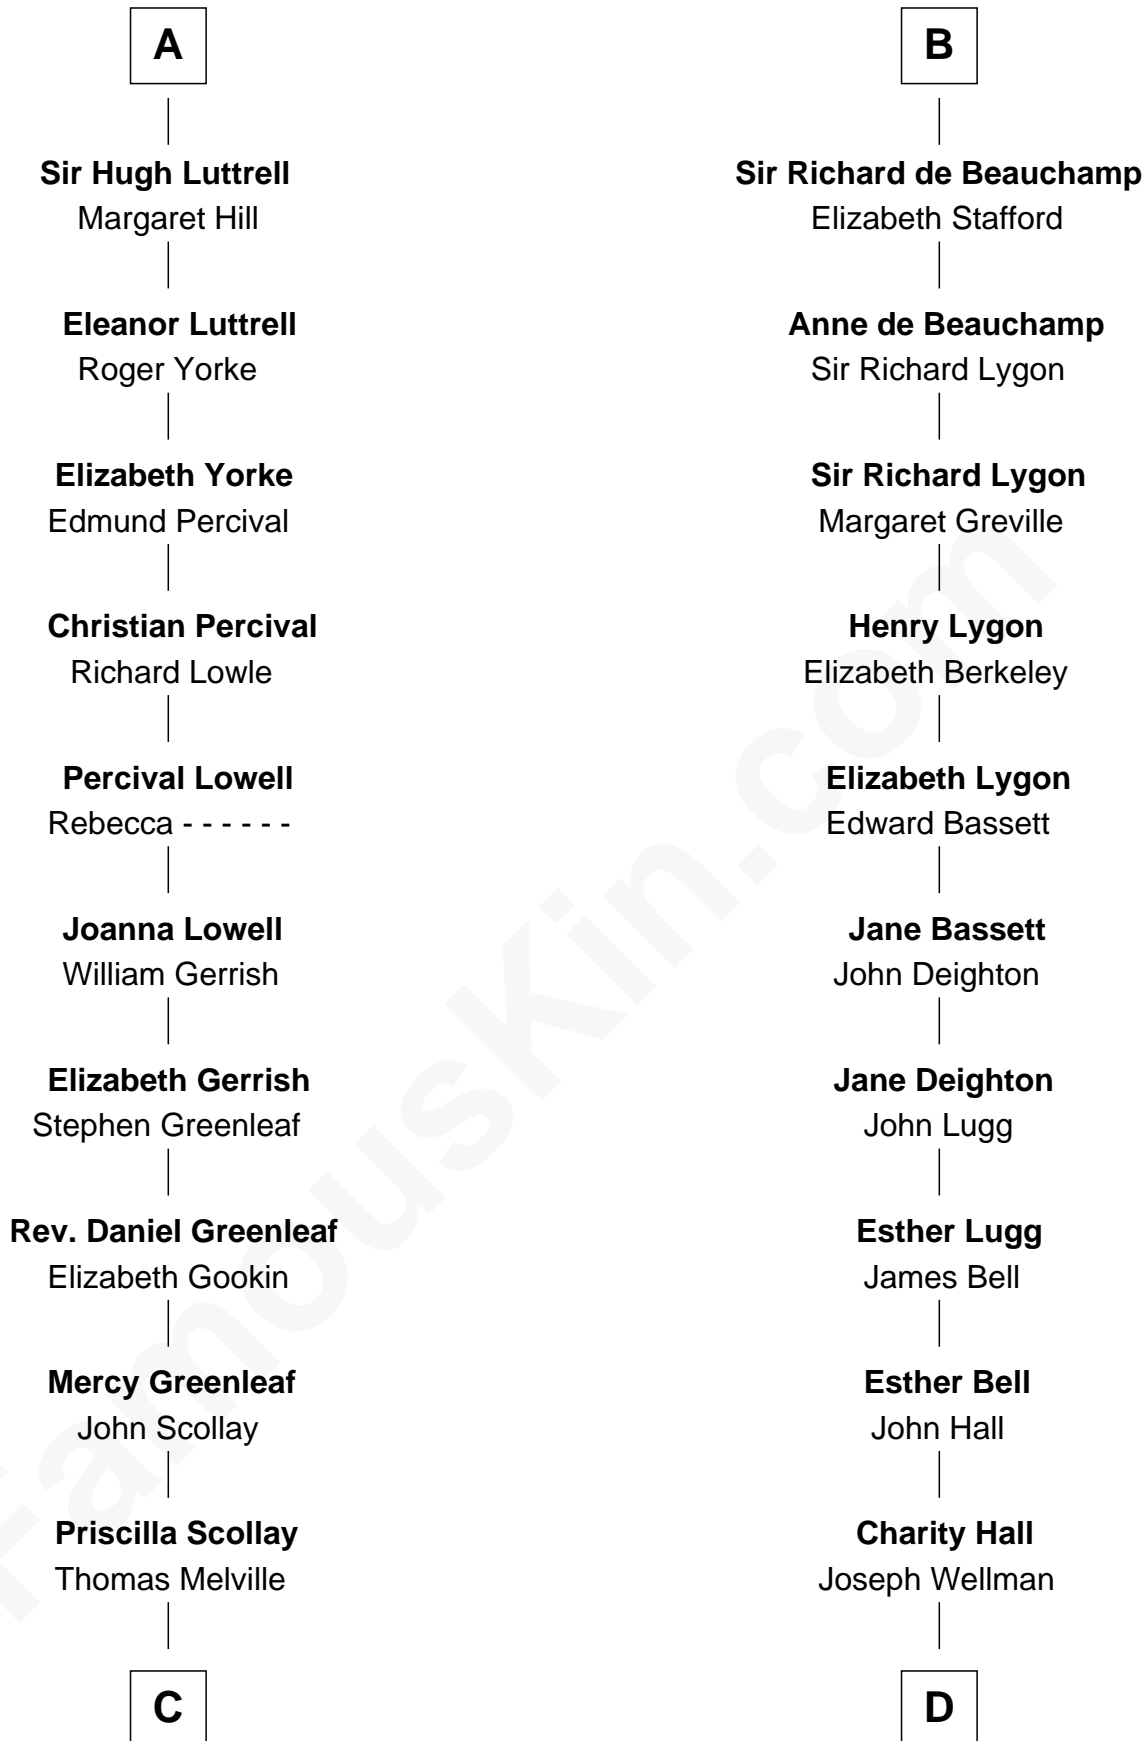 A
Sir Hugh Luttrell
Margaret Hill
Eleanor Luttrell
Roger Yorke
Elizabeth Yorke
Edmund Percival
Christian Percival
Richard Lowle
Percival Lowell
Rebecca - - - - - -
Joanna Lowell
William Gerrish
Elizabeth Gerrish
Stephen Greenleaf
Rev. Daniel Greenleaf
Elizabeth Gookin
Mercy Greenleaf
John Scollay
Priscilla Scollay
Thomas Melville
C
B
Sir Richard de Beauchamp
Elizabeth Stafford
Anne de Beauchamp
Sir Richard Lygon
Sir Richard Lygon
Margaret Greville
Henry Lygon
Elizabeth Berkeley
Elizabeth Lygon
Edward Bassett
Jane Bassett
John Deighton
Jane Deighton
John Lugg
Esther Lugg
James Bell
Esther Bell
John Hall
Charity Hall
Joseph Wellman
D
FamousKin.com